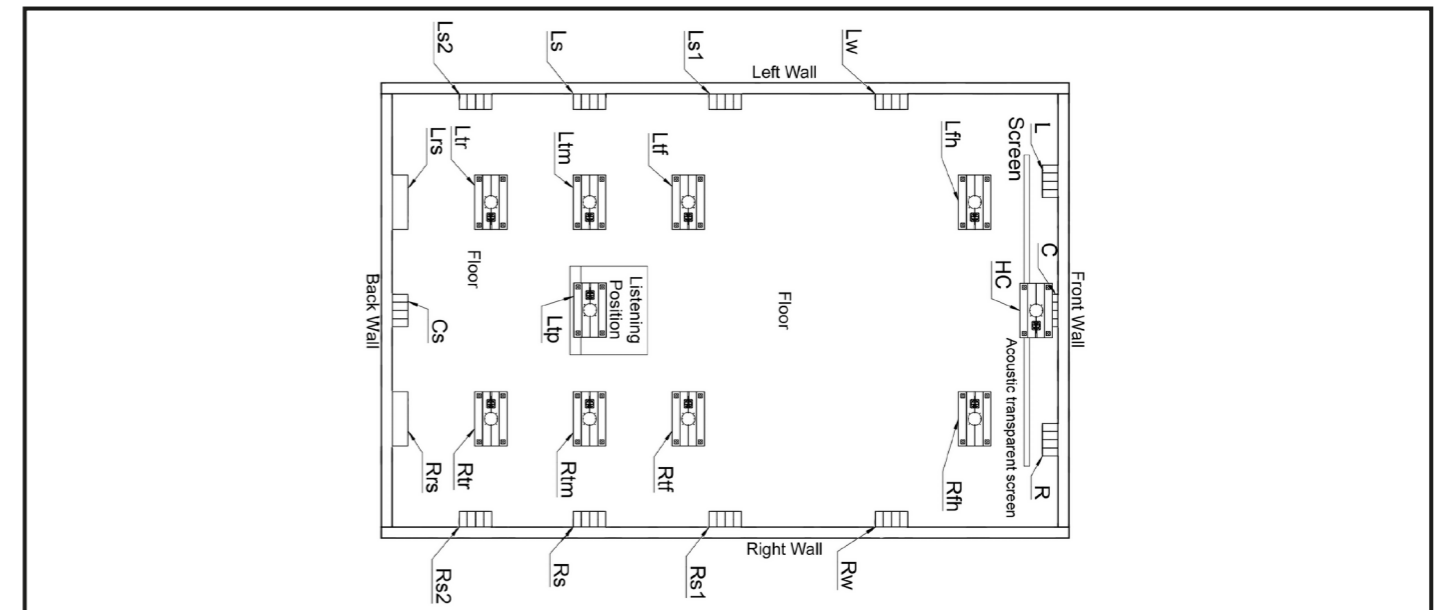 Ls2
Ls
Ls1
Lw
Left Wall
Lrs
Ltr
Ltm
Ltf
Lfh
Screen
L
C
HC
Front Wall
Back Wall
Floor
Cs
Ltp
Listening
Position
Floor
Acoustic transparent screen
Rrs
Rtr
Rtm
Rtf
Rfh
R
Right Wall
Rs2
Rs
Rs1
Rw